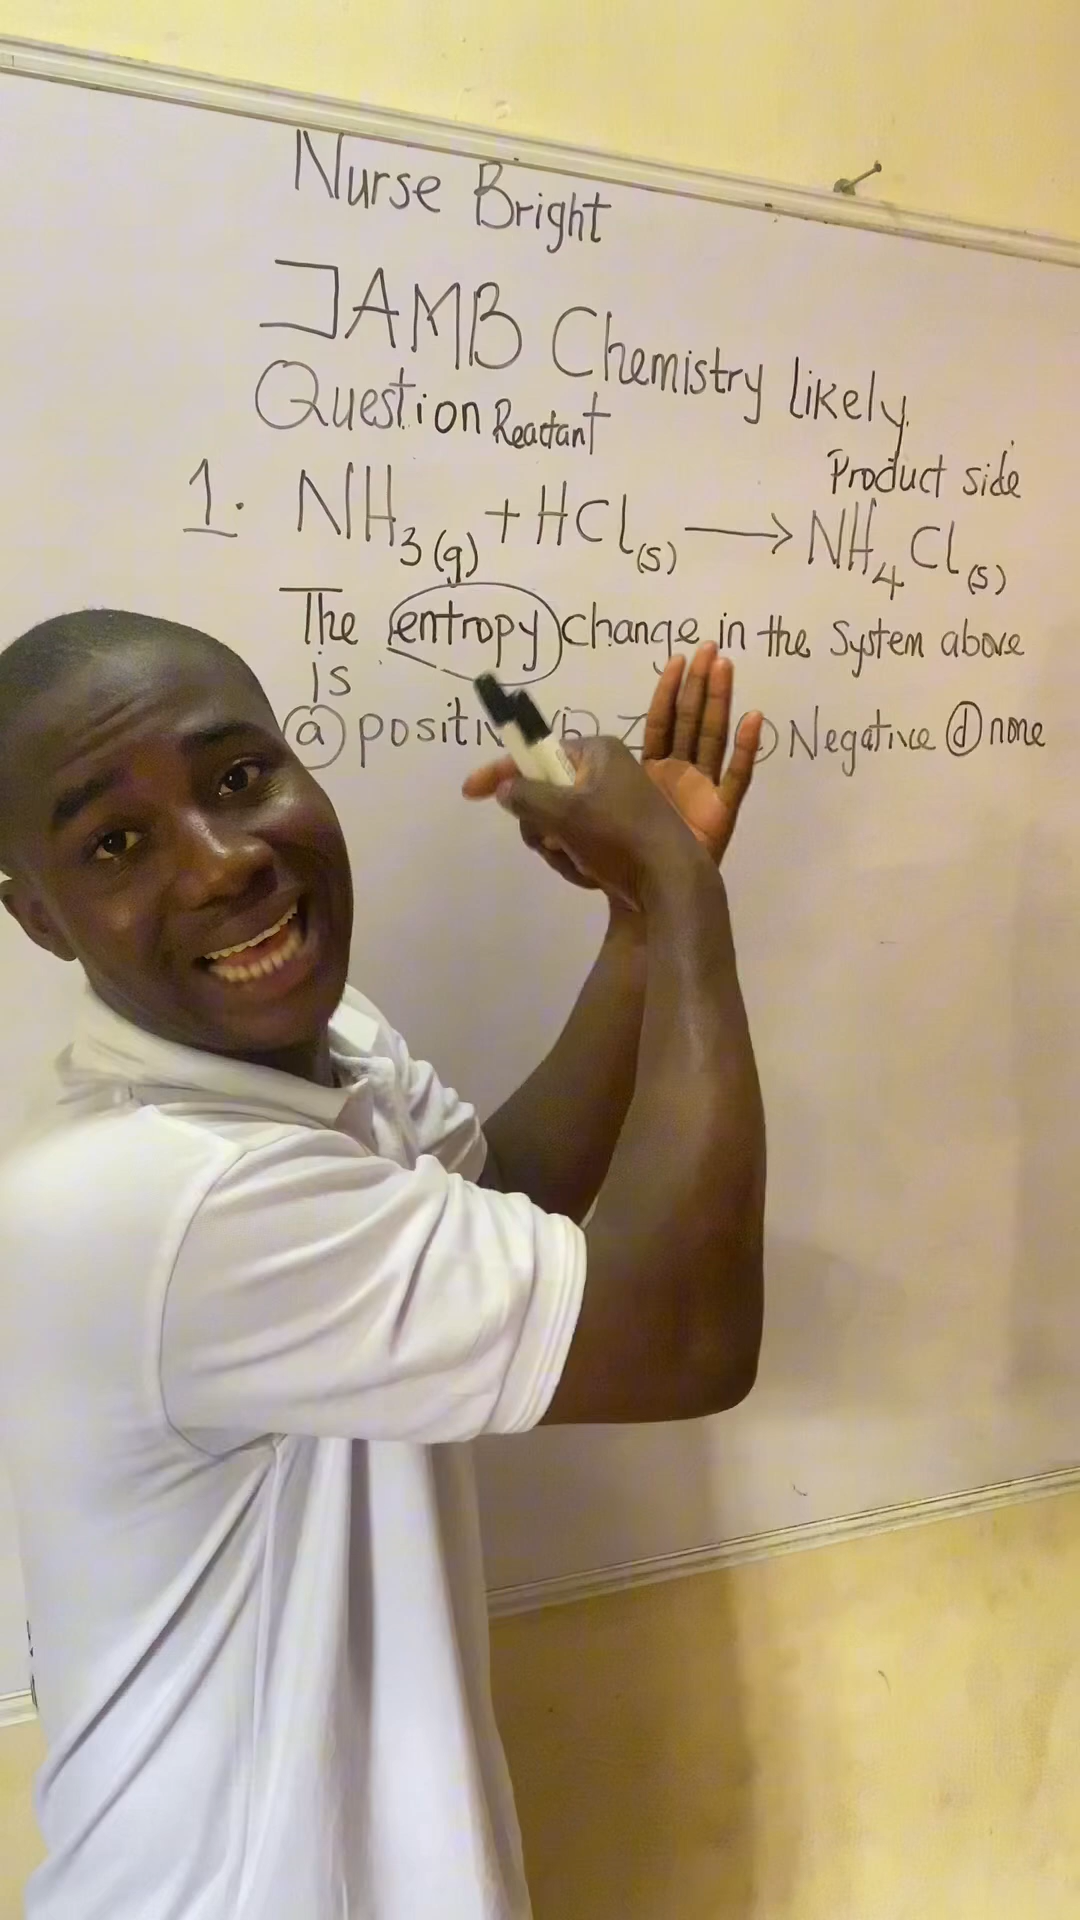 Nurse Bright
JAMB Chemistry likely
Question Reactant
Product side
1. NH3(g) + HCl(s) → NH4Cl(s)
The entropy change in the System above
is
(a) positi (b) Z Negative (d) none